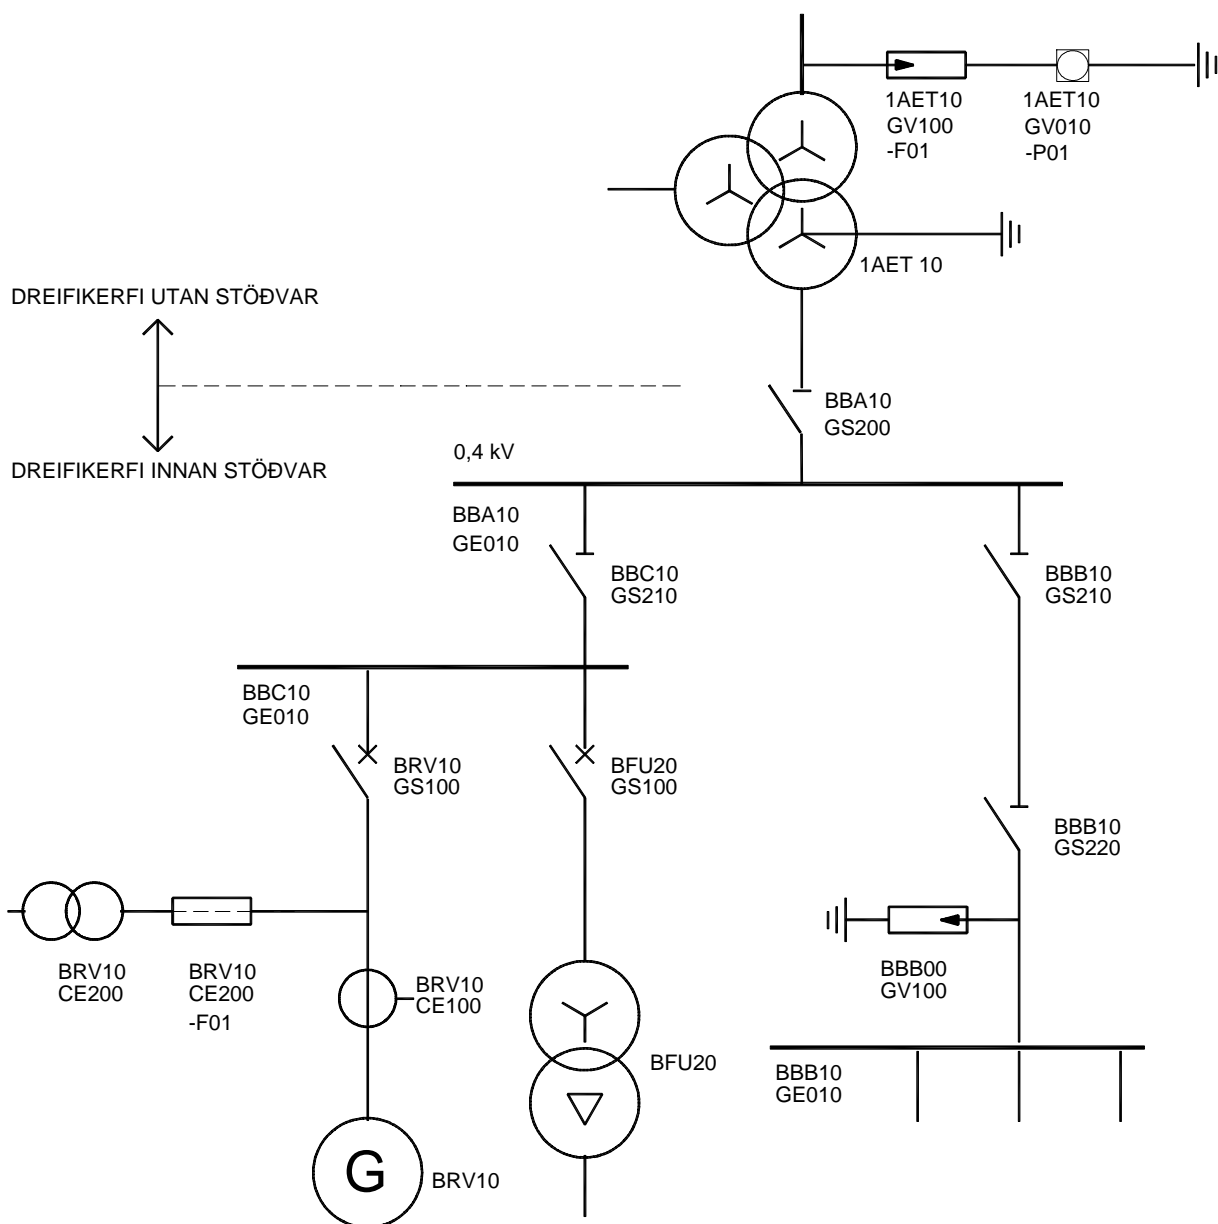 1AET10
GV100
-F01
1AET10
GV010
-P01
1AET 10
DREIFIKERFI UTAN STÖÐVAR
DREIFIKERFI INNAN STÖÐVAR
BBA10
GS200
0,4 kV
BBA10
GE010
BBC10
GS210
BBB10
GS210
BBC10
GE010
BRV10
GS100
BFU20
GS100
BBB10
GS220
BRV10
CE200
BRV10
CE200
-F01
BRV10
CE100
BBB00
GV100
BFU20
BBB10
GE010
G
BRV10